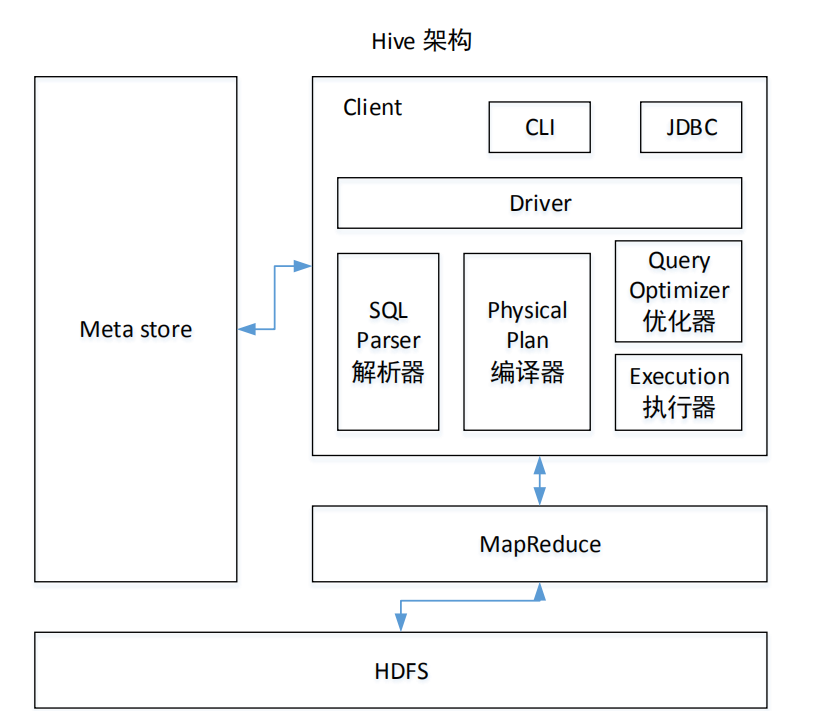 Hive 架构
Client
CLI
JDBC
Driver
Meta store
SQL
Parser
解析器
Physical
Plan
编译器
Query
Optimizer
优化器
Execution
执行器
MapReduce
HDFS